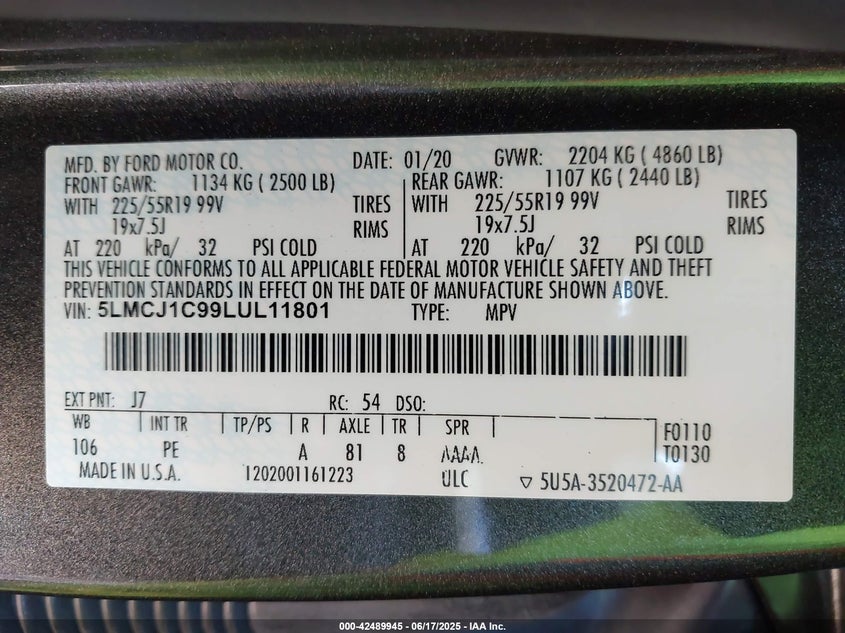 MFD. BY FORD MOTOR CO. DATE: 01/20 GVWR: 2204 KG ( 4860 LB)
FRONT GAWR: 1134 KG ( 2500 LB) REAR GAWR: 1107 KG ( 2440 LB)
WITH 225/55R19 99V TIRES WITH 225/55R19 99V TIRES
19x7.5J RIMS 19x7.5J RIMS
AT 220 kPa/ 32 PSI COLD AT 220 kPa/ 32 PSI COLD
THIS VEHICLE CONFORMS TO ALL APPLICABLE FEDERAL MOTOR VEHICLE SAFETY AND THEFT
PREVENTION STANDARDS IN EFFECT ON THE DATE OF MANUFACTURE SHOWN ABOVE.
VIN: 5LMCJ1C99LUL11801 TYPE: MPV
EXT PNT: J7 RC: 54 DSO:
WB INT TR TP/PS R AXLE TR SPR F0110
106 PE A 81 8 AAAA T0130
MADE IN U.S.A. 1202001161223 ULC 5U5A-3520472-AA
000-42489945 - 06/17/2025 - IAA Inc.